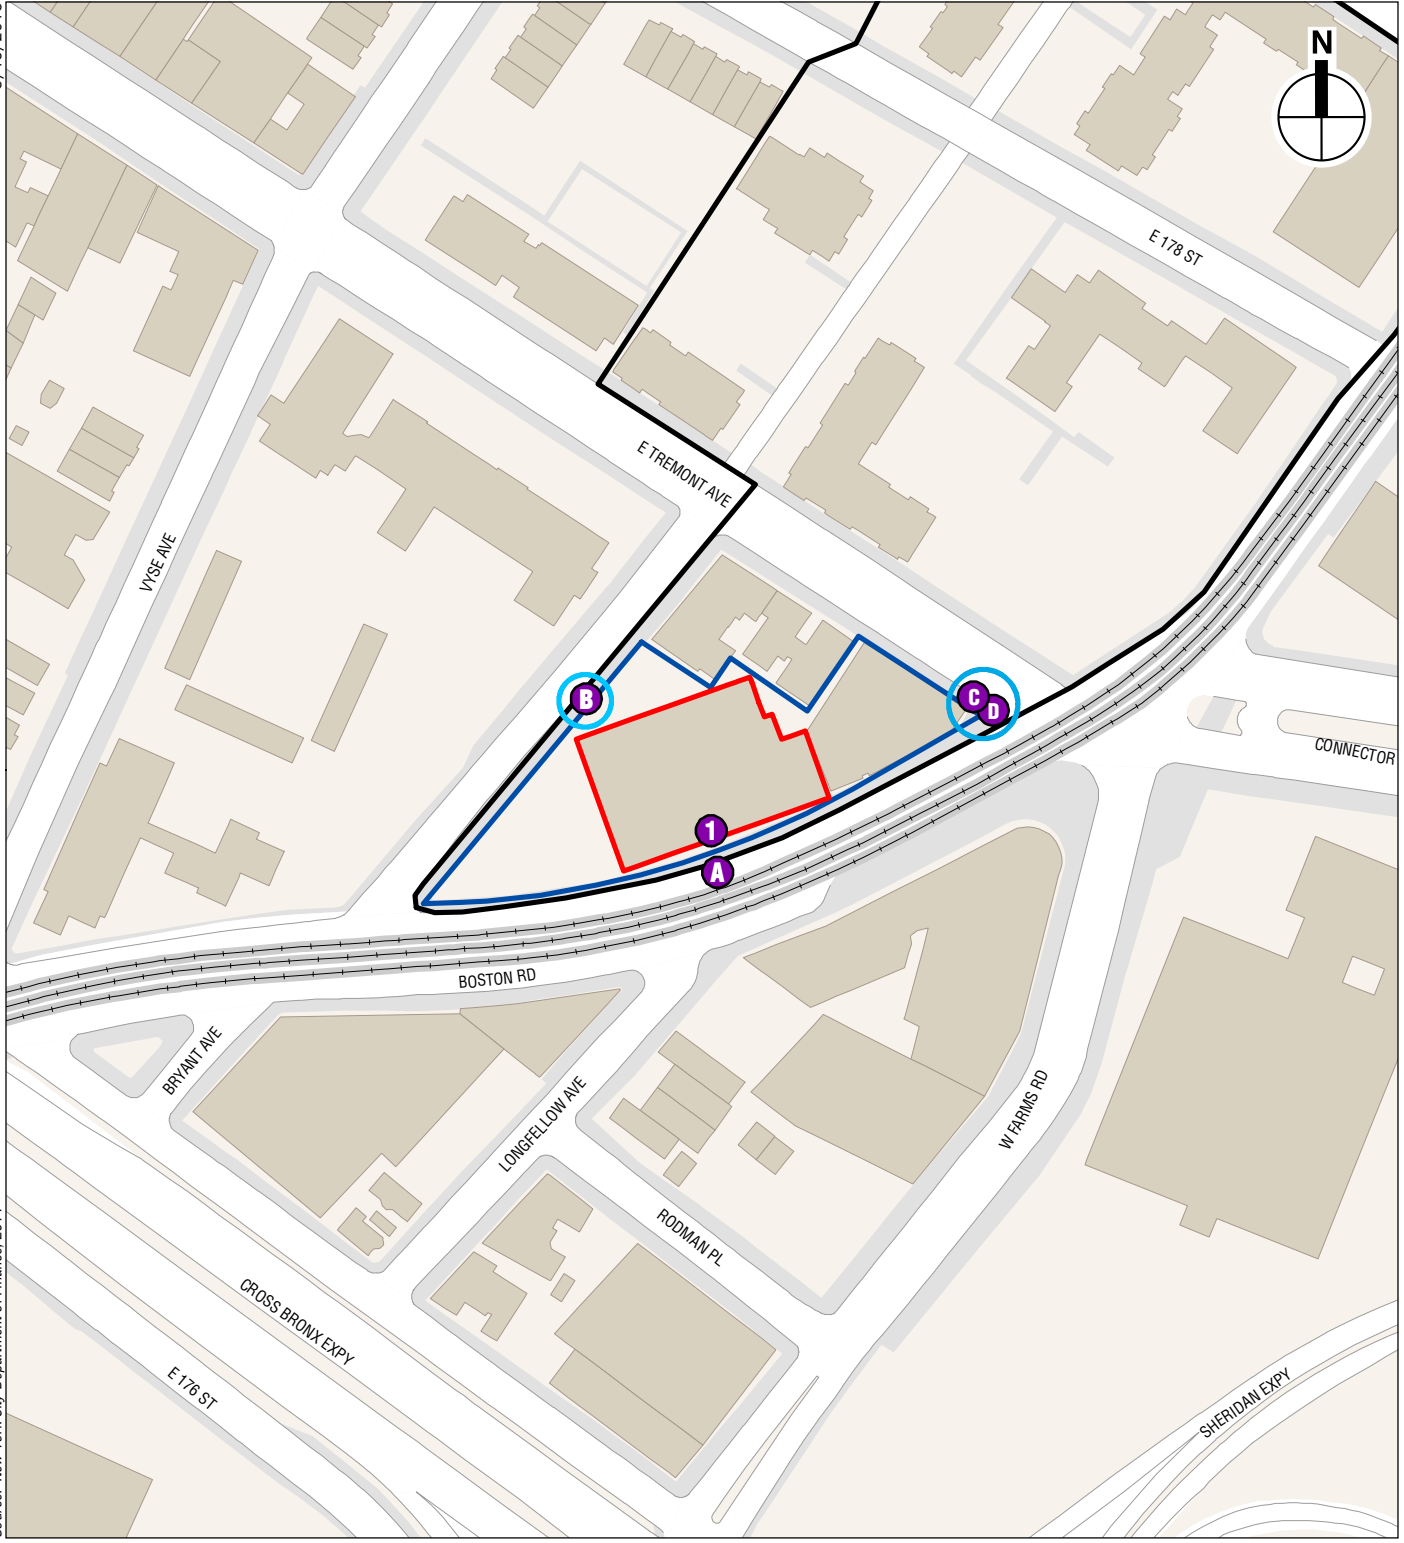 N
E 178 ST
E TREMONT AVE
VYSE AVE
B
C
D
CONNECTOR
1
A
BOSTON RD
BRYANT AVE
LONGFELLOW AVE
W FARMS RD
RODMAN PL
CROSS BRONX EXPY
E 176 ST
SHERIDAN EXPY